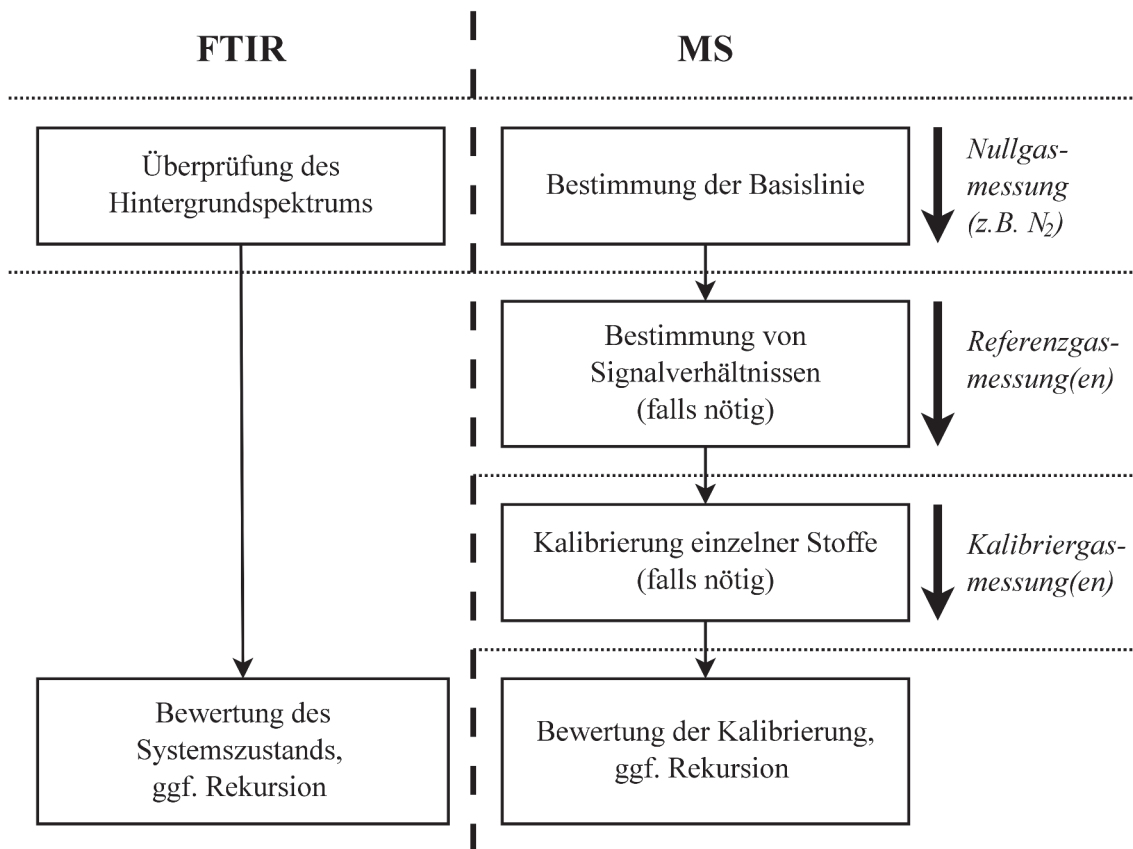 FTIR
MS
Überprüfung des
Hintergrundspektrums
Bestimmung der Basislinie
Nullgas-
messung
(z.B. N₂)
Bestimmung von
Signalverhältnissen
(falls nötig)
Referenzgas-
messung(en)
Kalibrierung einzelner Stoffe
(falls nötig)
Kalibriergas-
messung(en)
Bewertung des
Systemszustands,
ggf. Rekursion
Bewertung der Kalibrierung,
ggf. Rekursion